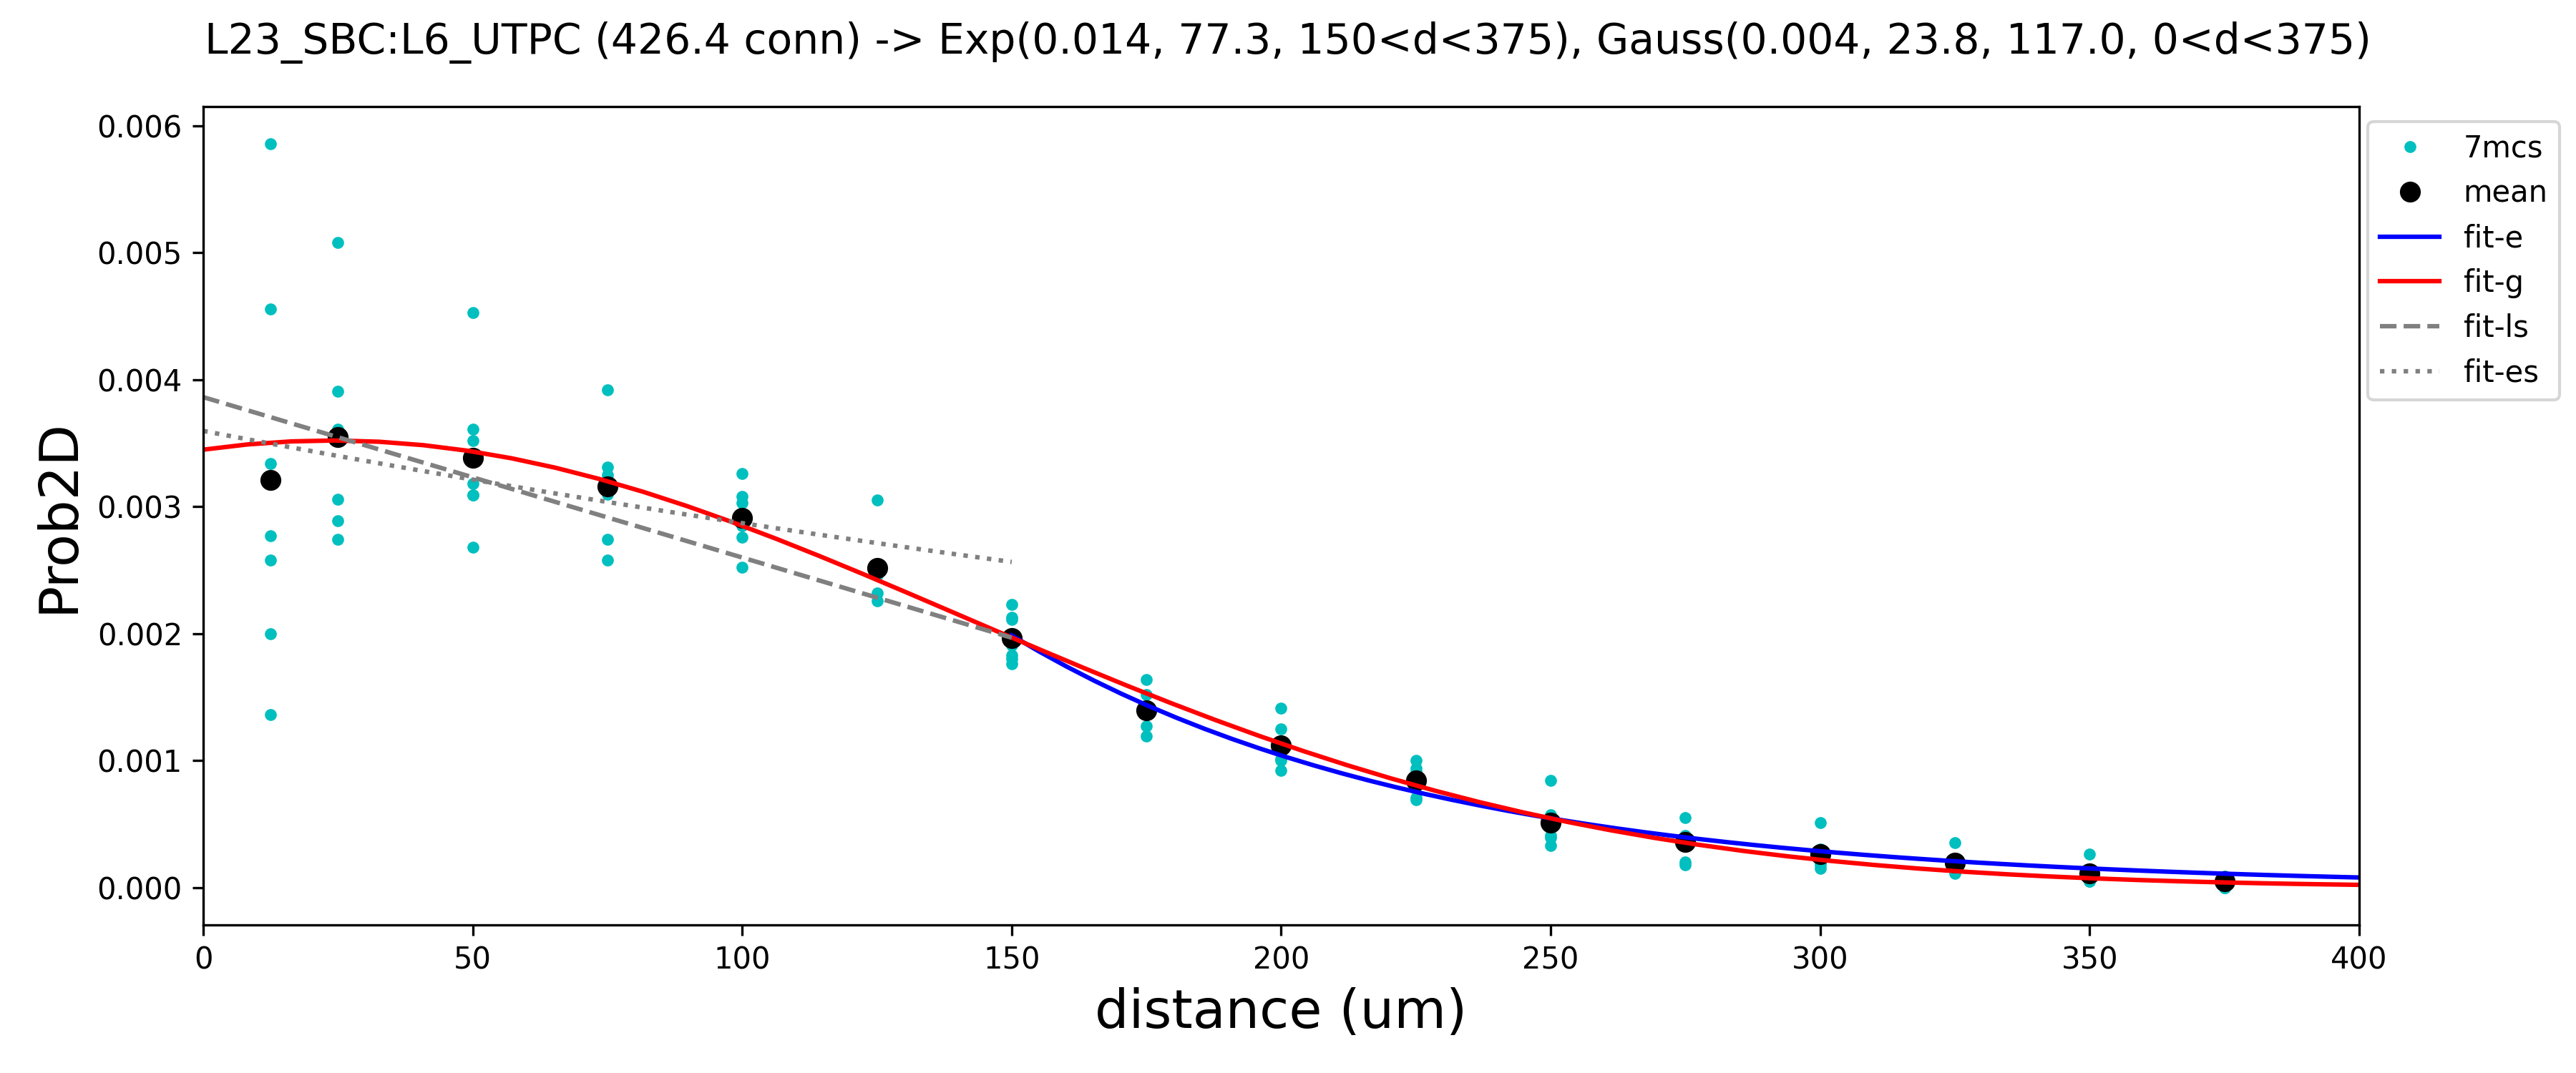 L23_SBC:L6_UTPC (426.4 conn) -> Exp(0.014, 77.3, 150<d<375), Gauss(0.004, 23.8, 117.0, 0<d<375)
0.006
0.005
0.004
0.003
0.002
0.001
0.000
Prob2D
0 50 100 150 200 250 300 350 400
distance (um)
7mcs
mean
fit-e
fit-g
fit-ls
fit-es